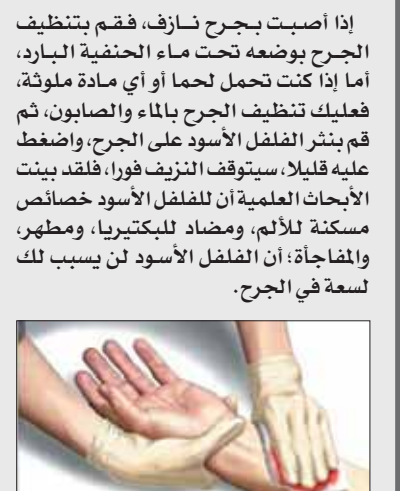 إذا أصبت بجرح نازف، فقم بتنظيف
الجرح بوضعه تحت ماء الحنفية البارد،
أما إذا كنت تحمل لحما أو أي مادة ملوثة،
فعليك تنظيف الجرح بالماء والصابون، ثم
قم بنثر الفلفل الأسود على الجرح، واضغط
عليه قليلا، سيتوقف النزيف فورا، فلقد بينت
الأبحاث العلمية أن للفلفل الأسود خصائص
مسكنة للألم، ومضاد للبكتيريا، ومطهر،
والمفاجأة؛ أن الفلفل الأسود لن يسبب لك
لسعة في الجرح.